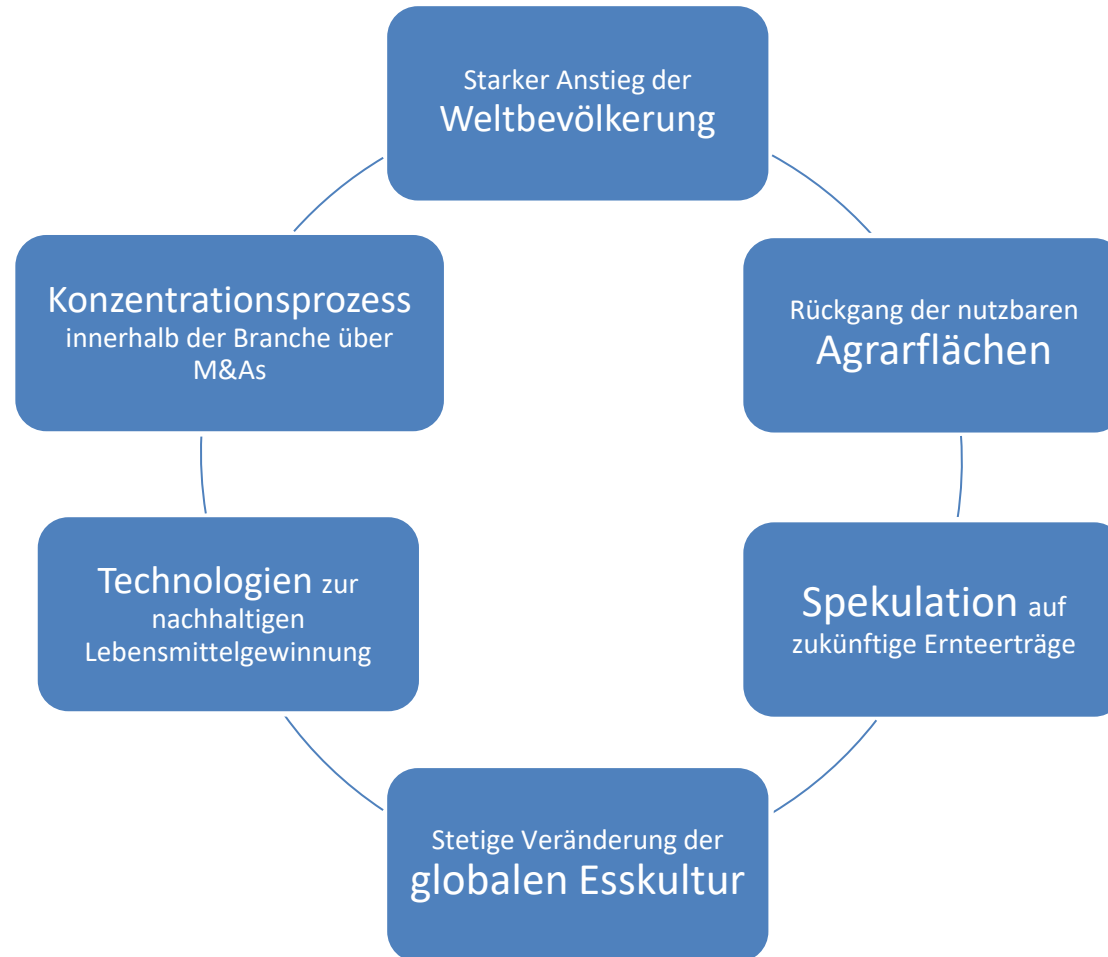 Starker Anstieg der
Weltbevölkerung
Rückgang der nutzbaren
Agrarflächen
Spekulation auf
zukünftige Ernteerträge
Stetige Veränderung der
globalen Esskultur
Technologien zur
nachhaltigen
Lebensmittelgewinnung
Konzentrationsprozess
innerhalb der Branche über
M&As